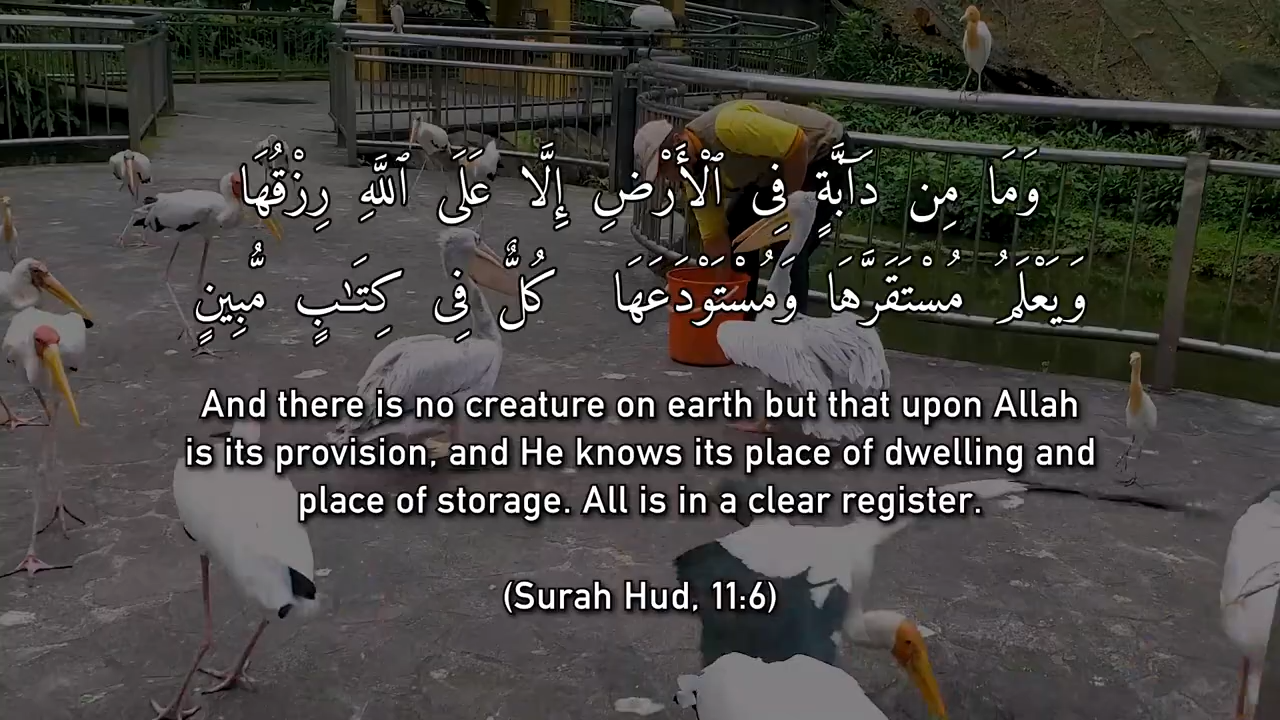 وَمَا مِن دَآبَّةٍ فِى ٱلْأَرْضِ إِلَّا عَلَى ٱللَّهِ رِزْقُهَا
وَيَعْلَمُ مُسْتَقَرَّهَا وَمُسْتَوْدَعَهَا كُلٌّ فِى كِتَـٰبٍ مُّبِينٍ
And there is no creature on earth but that upon Allah
is its provision, and He knows its place of dwelling and
place of storage. All is in a clear register.
(Surah Hud, 11:6)